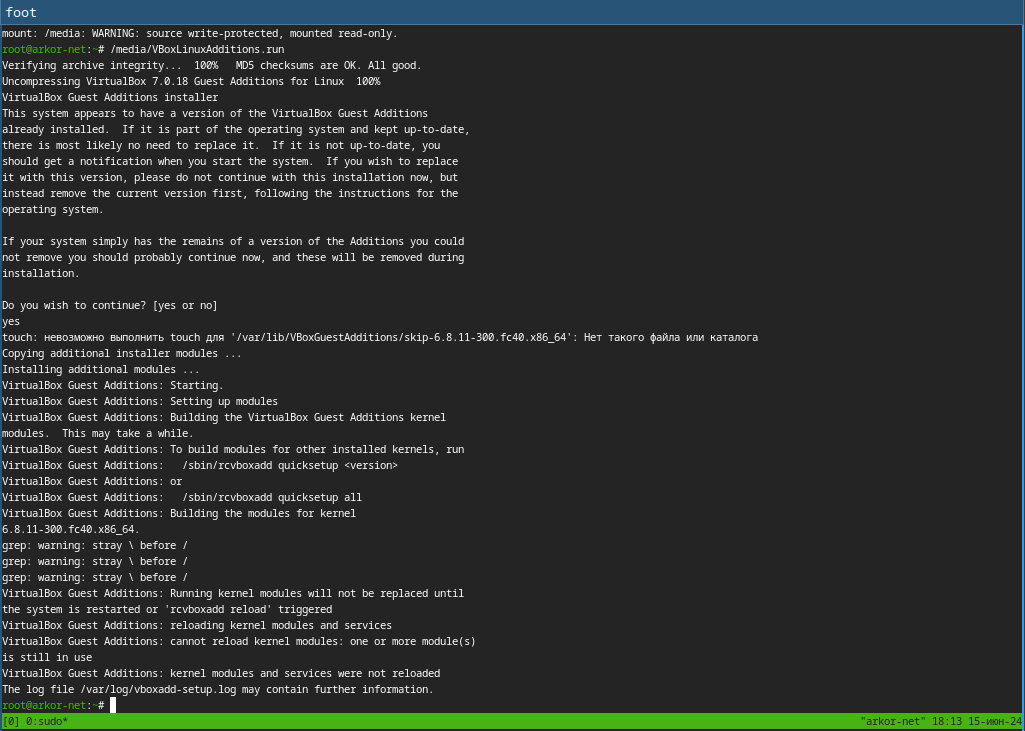 foot
mount: /media: WARNING: source write-protected, mounted read-only.
root@arkor-net:~# /media/VBoxLinuxAdditions.run
Verifying archive integrity...  100%   MD5 checksums are OK. All good.
Uncompressing VirtualBox 7.0.18 Guest Additions for Linux  100%
VirtualBox Guest Additions installer
This system appears to have a version of the VirtualBox Guest Additions
already installed.  If it is part of the operating system and kept up-to-date,
there is most likely no need to replace it.  If it is not up-to-date, you
should get a notification when you start the system.  If you wish to replace
it with this version, please do not continue with this installation now, but
instead remove the current version first, following the instructions for the
operating system.

If your system simply has the remains of a version of the Additions you could
not remove you should probably continue now, and these will be removed during
installation.

Do you wish to continue? [yes or no]
yes
touch: невозможно выполнить touch для '/var/lib/VBoxGuestAdditions/skip-6.8.11-300.fc40.x86_64': Нет такого файла или каталога
Copying additional installer modules ...
Installing additional modules ...
VirtualBox Guest Additions: Starting.
VirtualBox Guest Additions: Setting up modules
VirtualBox Guest Additions: Building the VirtualBox Guest Additions kernel
modules.  This may take a while.
VirtualBox Guest Additions: To build modules for other installed kernels, run
VirtualBox Guest Additions:   /sbin/rcvboxadd quicksetup <version>
VirtualBox Guest Additions: or
VirtualBox Guest Additions:   /sbin/rcvboxadd quicksetup all
VirtualBox Guest Additions: Building the modules for kernel
6.8.11-300.fc40.x86_64.
grep: warning: stray \ before /
grep: warning: stray \ before /
grep: warning: stray \ before /
VirtualBox Guest Additions: Running kernel modules will not be replaced until
the system is restarted or 'rcvboxadd reload' triggered
VirtualBox Guest Additions: reloading kernel modules and services
VirtualBox Guest Additions: cannot reload kernel modules: one or more module(s)
is still in use
VirtualBox Guest Additions: kernel modules and services were not reloaded
The log file /var/log/vboxadd-setup.log may contain further information.
root@arkor-net:~#
[0] 0:sudo* "arkor-net" 18:13 15-июн-24